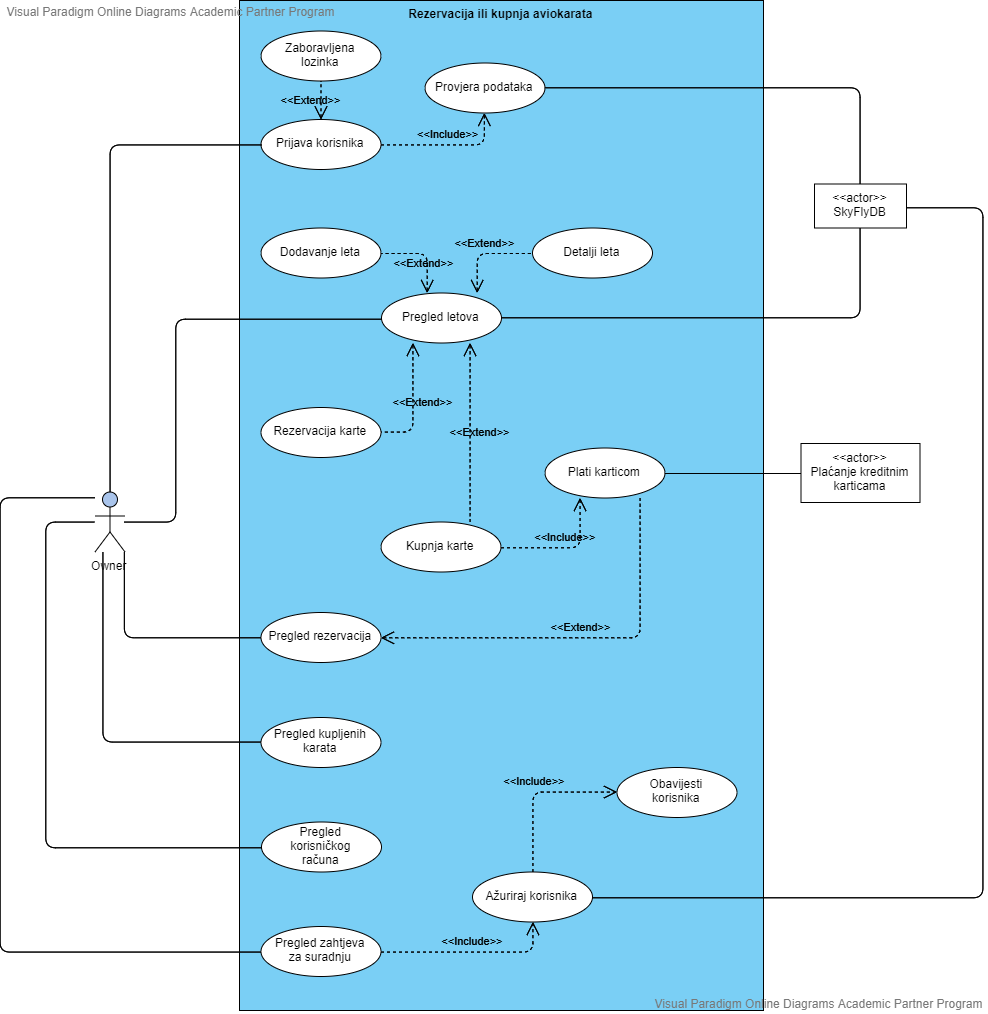 Visual Paradigm Online Diagrams Academic Partner Program
Rezervacija ili kupnja aviokarata
Zaboravljena
lozinka
<<Extend>>
Provjera podataka
<<Include>>
Prijava korisnika
<<actor>>
SkyFlyDB
Dodavanje leta
<<Extend>>
<<Extend>>
Detalji leta
Pregled letova
<<Extend>>
Rezervacija karte
<<Extend>>
Plati karticom
<<actor>>
Plaćanje kreditnim
karticama
Kupnja karte
<<Include>>
Owner
Pregled rezervacija
<<Extend>>
Pregled kupljenih
karata
<<Include>>
Obavijesti
korisnika
Pregled
korisničkog
računa
Ažuriraj korisnika
Pregled zahtjeva
za suradnju
<<Include>>
Visual Paradigm Online Diagrams Academic Partner Program